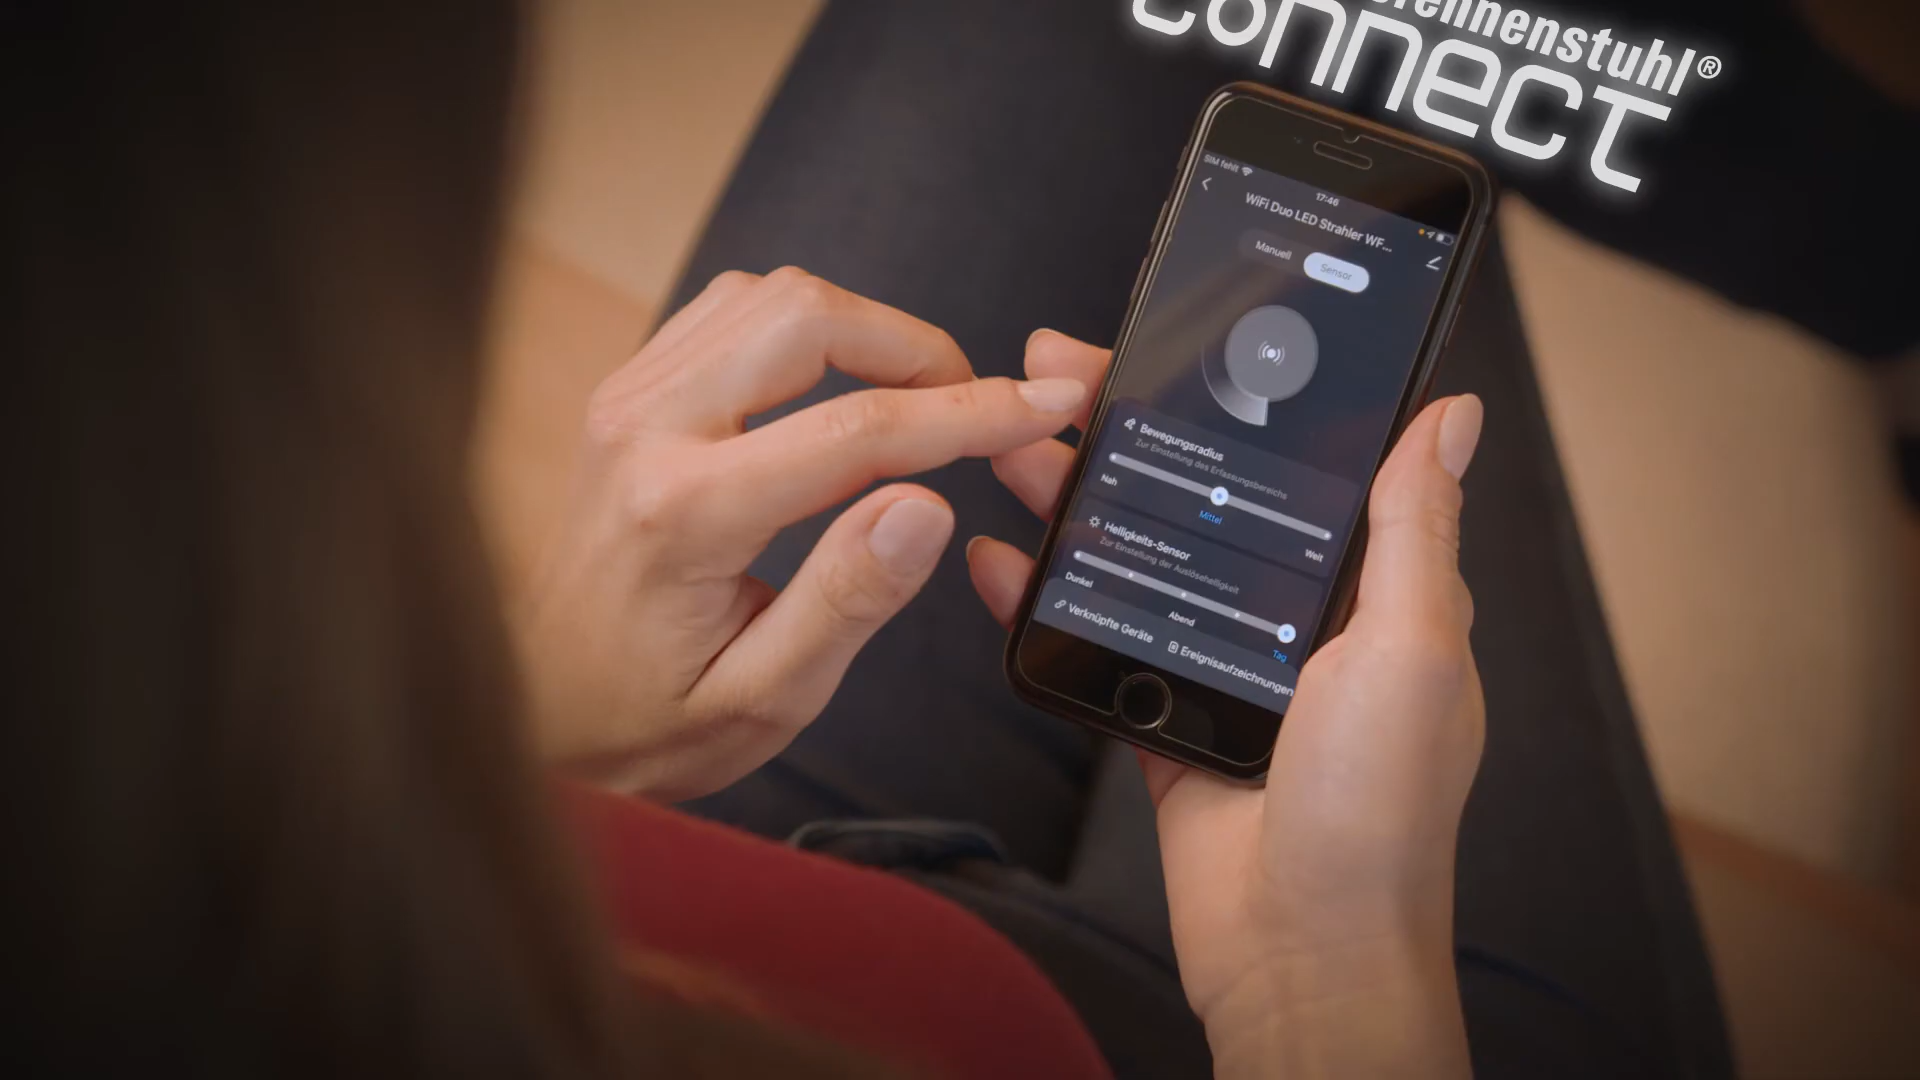 brennenstuhl®
connect
SIM fehlt
17:46
WiFi Duo LED Strahler WF...
Manuell
Sensor
Bewegungsradius
Zur Einstellung des Erfassungsbereichs
Nah
Mittel
Weit
Helligkeits-Sensor
Zur Einstellung der Auslösehelligkeit
Dunkel
Abend
Tag
Verknüpfte Geräte
Ereignisaufzeichnungen